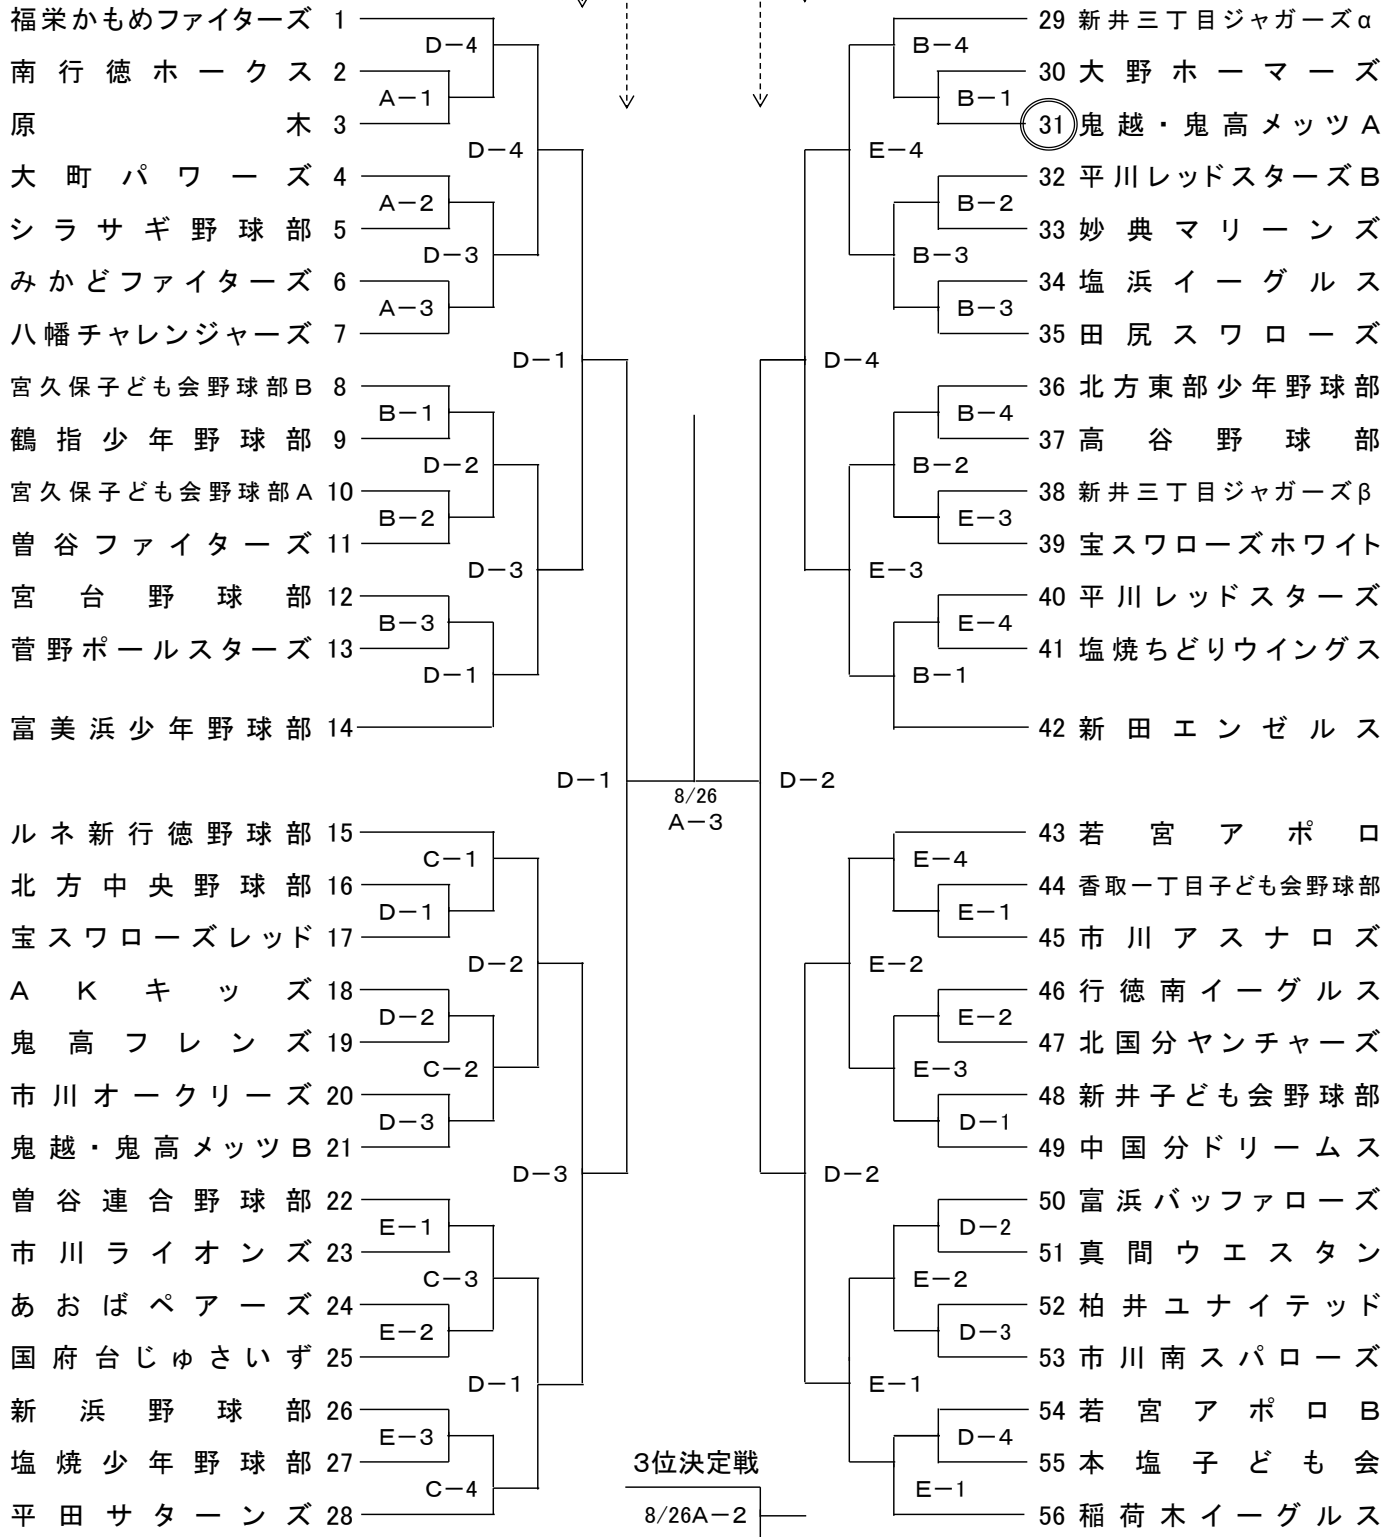 福栄かもめファイターズ 1
D-4
南行徳ホークス 2
A-1
原木 3
D-4
大町パワーズ 4
A-2
シラサギ野球部 5
D-3
みかどファイターズ 6
A-3
八幡チャレンジャーズ 7
D-1
宮久保子ども会野球部B 8
B-1
鶴指少年野球部 9
D-2
宮久保子ども会野球部A 10
B-2
曽谷ファイターズ 11
D-3
宮台野球部 12
B-3
菅野ポールスターズ 13
D-1
富美浜少年野球部 14
D-1
ルネ新行徳野球部 15
C-1
北方中央野球部 16
D-1
宝スワローズレッド 17
D-2
AKキッズ 18
D-2
鬼高フレンズ 19
C-2
市川オークリーズ 20
D-3
鬼越・鬼高メッツB 21
D-3
曽谷連合野球部 22
E-1
市川ライオンズ 23
C-3
あおばペアーズ 24
E-2
国府台じゅさいず 25
D-1
新浜野球部 26
E-3
塩焼少年野球部 27
C-4
平田サターンズ 28
8/26
A-3
3位決定戦
8/26A-2
29 新井三丁目ジャガーズα
B-4
30 大野ホーマーズ
B-1
31 鬼越・鬼高メッツA
E-4
32 平川レッドスターズB
B-2
33 妙典マリーンズ
B-3
34 塩浜イーグルス
B-3
35 田尻スワローズ
D-4
36 北方東部少年野球部
B-4
37 高谷野球部
B-2
38 新井三丁目ジャガーズβ
E-3
39 宝スワローズホワイト
E-3
40 平川レッドスターズ
E-4
41 塩焼ちどりウイングス
B-1
42 新田エンゼルス
D-2
43 若宮アポロ
E-4
44 香取一丁目子ども会野球部
E-1
45 市川アスナロズ
E-2
46 行徳南イーグルス
E-2
47 北国分ヤンチャーズ
E-3
48 新井子ども会野球部
D-1
49 中国分ドリームス
D-2
50 富浜バッファローズ
D-2
51 真間ウエスタン
E-2
52 柏井ユナイテッド
D-3
53 市川南スパローズ
E-1
54 若宮アポロB
D-4
55 本塩子ども会
E-1
56 稲荷木イーグルス